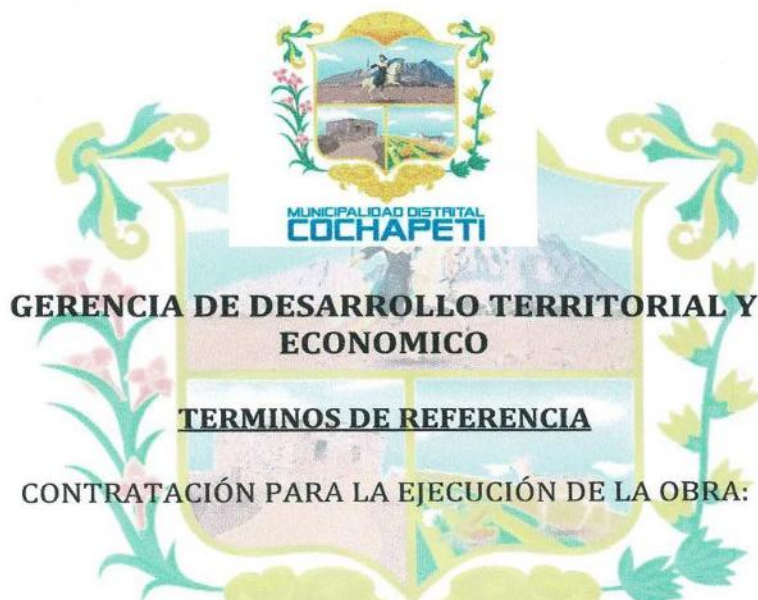 MUNICIPALIDAD DISTRITAL
COCHAPETI
GERENCIA DE DESARROLLO TERRITORIAL Y
ECONOMICO
TERMINOS DE REFERENCIA
CONTRATACIÓN PARA LA EJECUCIÓN DE LA OBRA: